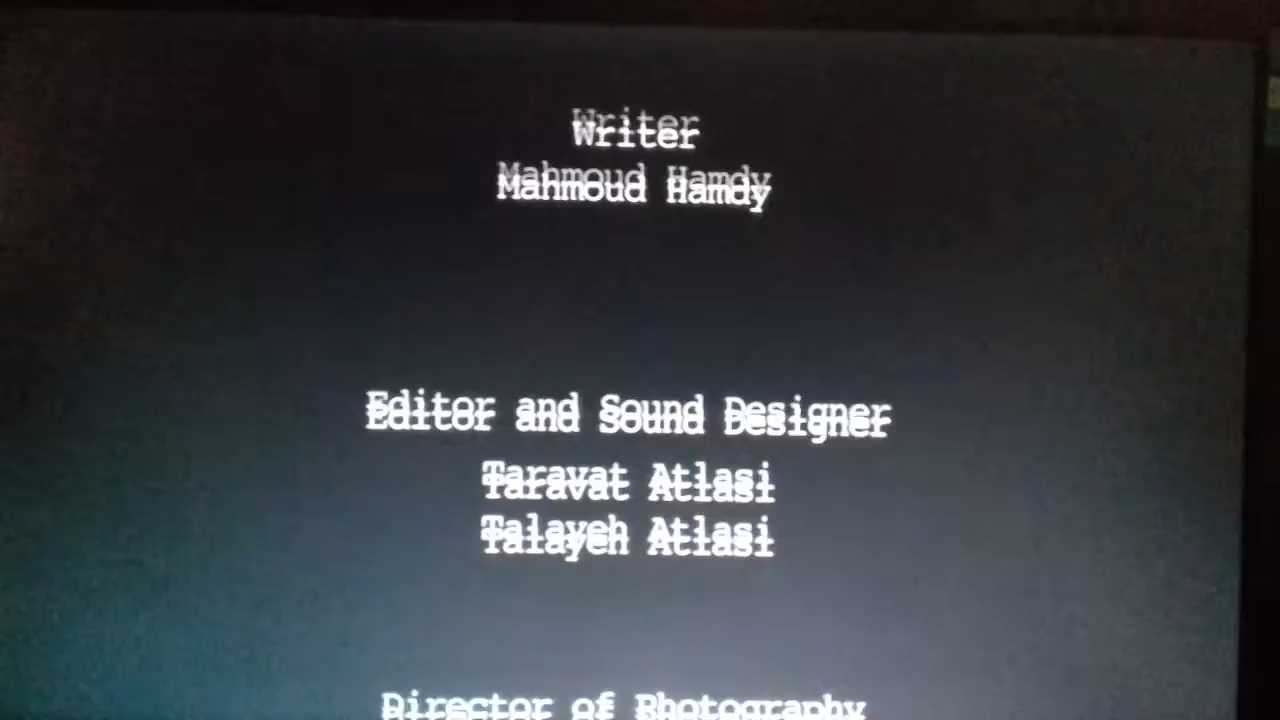 Writer
Mahmoud Hamdy
Editor and Sound Designer
Taravat Atlasi
Talayeh Atlasi
Director of Photography